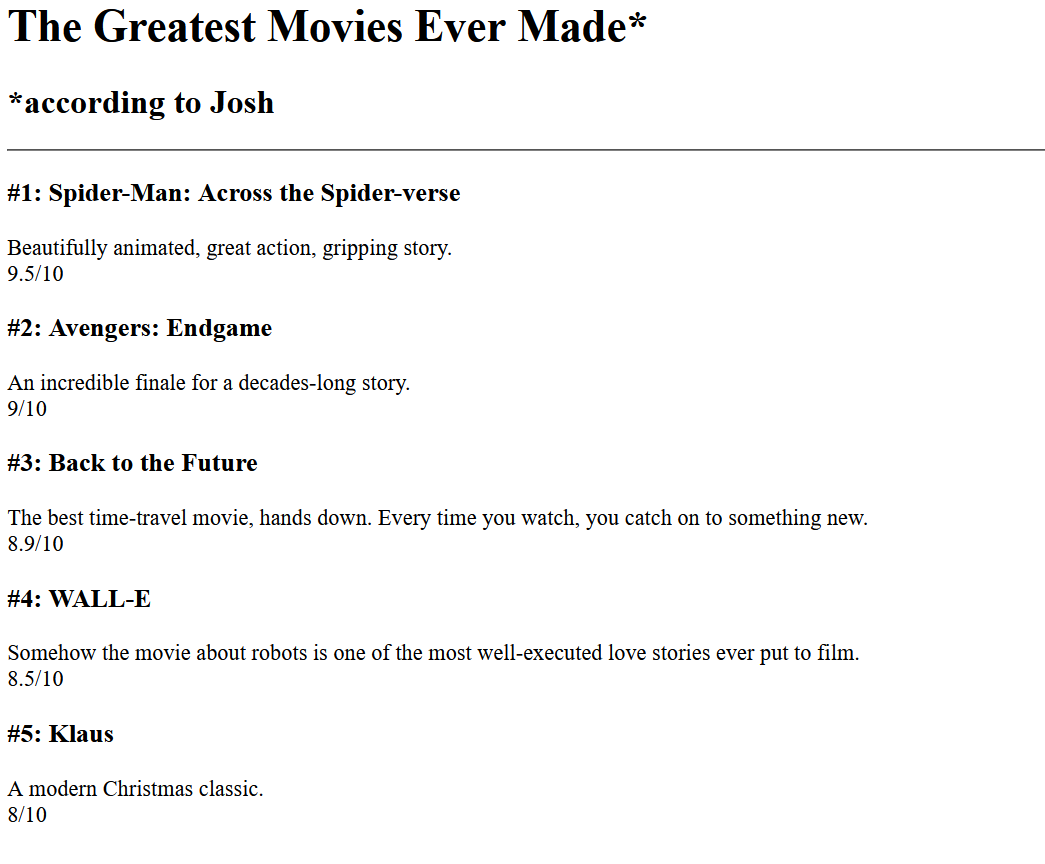 The Greatest Movies Ever Made*
*according to Josh
#1: Spider-Man: Across the Spider-verse
Beautifully animated, great action, gripping story.
9.5/10
#2: Avengers: Endgame
An incredible finale for a decades-long story.
9/10
#3: Back to the Future
The best time-travel movie, hands down. Every time you watch, you catch on to something new.
8.9/10
#4: WALL-E
Somehow the movie about robots is one of the most well-executed love stories ever put to film.
8.5/10
#5: Klaus
A modern Christmas classic.
8/10